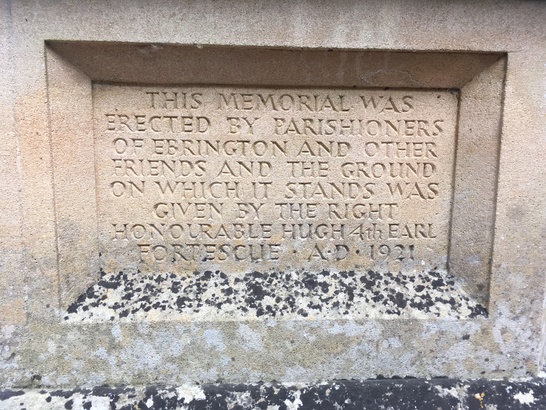 THIS MEMORIAL WAS
ERECTED BY PARISHIONERS
OF EBRINGTON AND OTHER
FRIENDS AND THE GROUND
ON WHICH IT STANDS WAS
GIVEN BY THE RIGHT
HONOURABLE HUGH 4th EARL
FORTESCUE · A·D · 1921